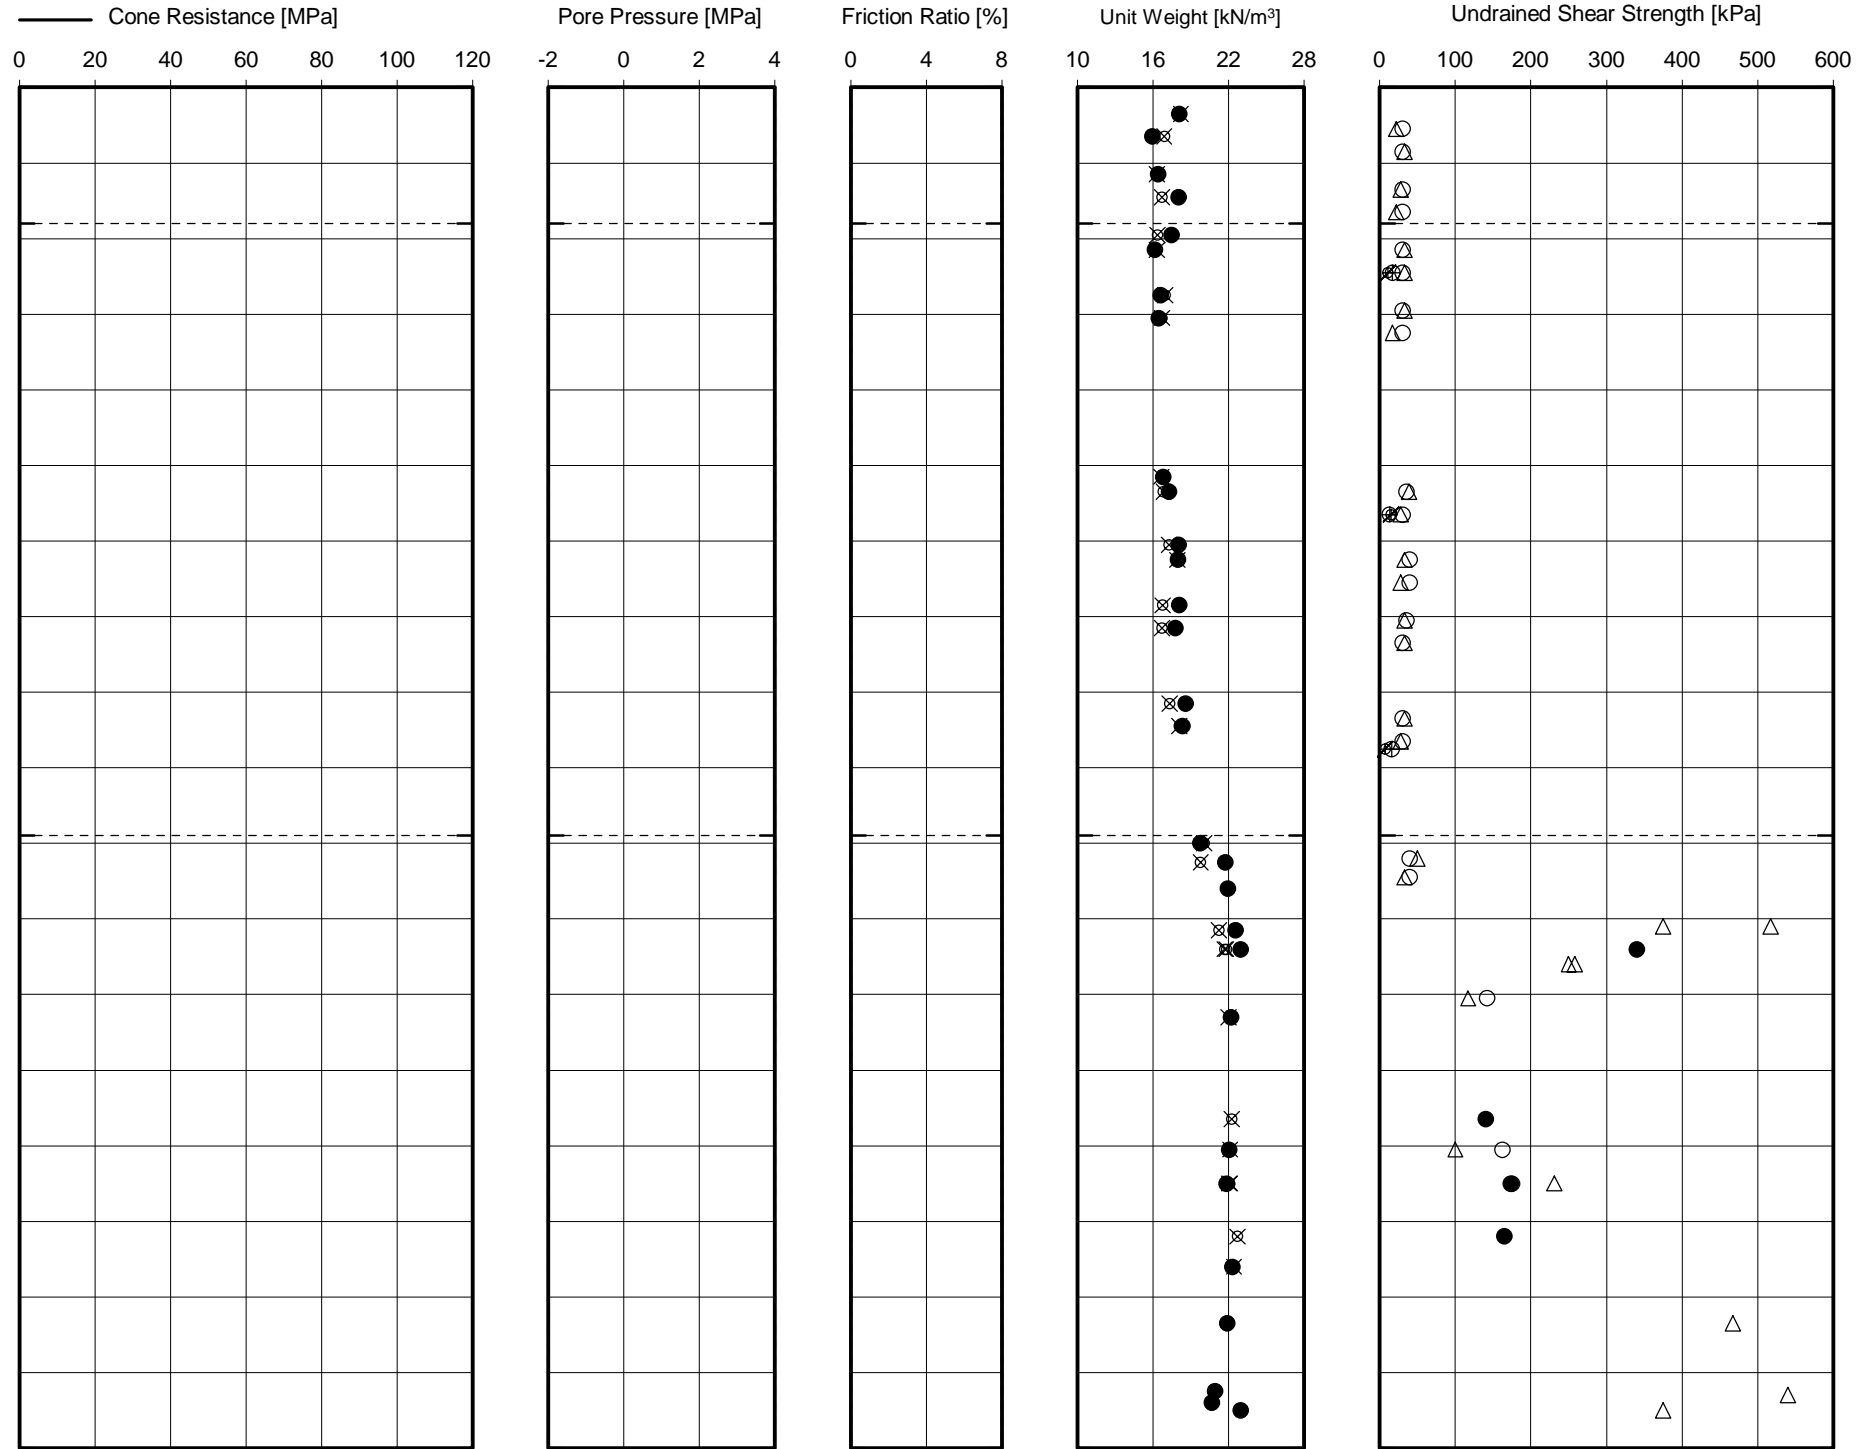 Cone Resistance [MPa] Pore Pressure [MPa] Friction Ratio [%] Unit Weight [kN/m³] Undrained Shear Strength [kPa]
0 20 40 60 80 100 120 -2 0 2 4 0 4 8 10 16 22 28 0 100 200 300 400 500 600